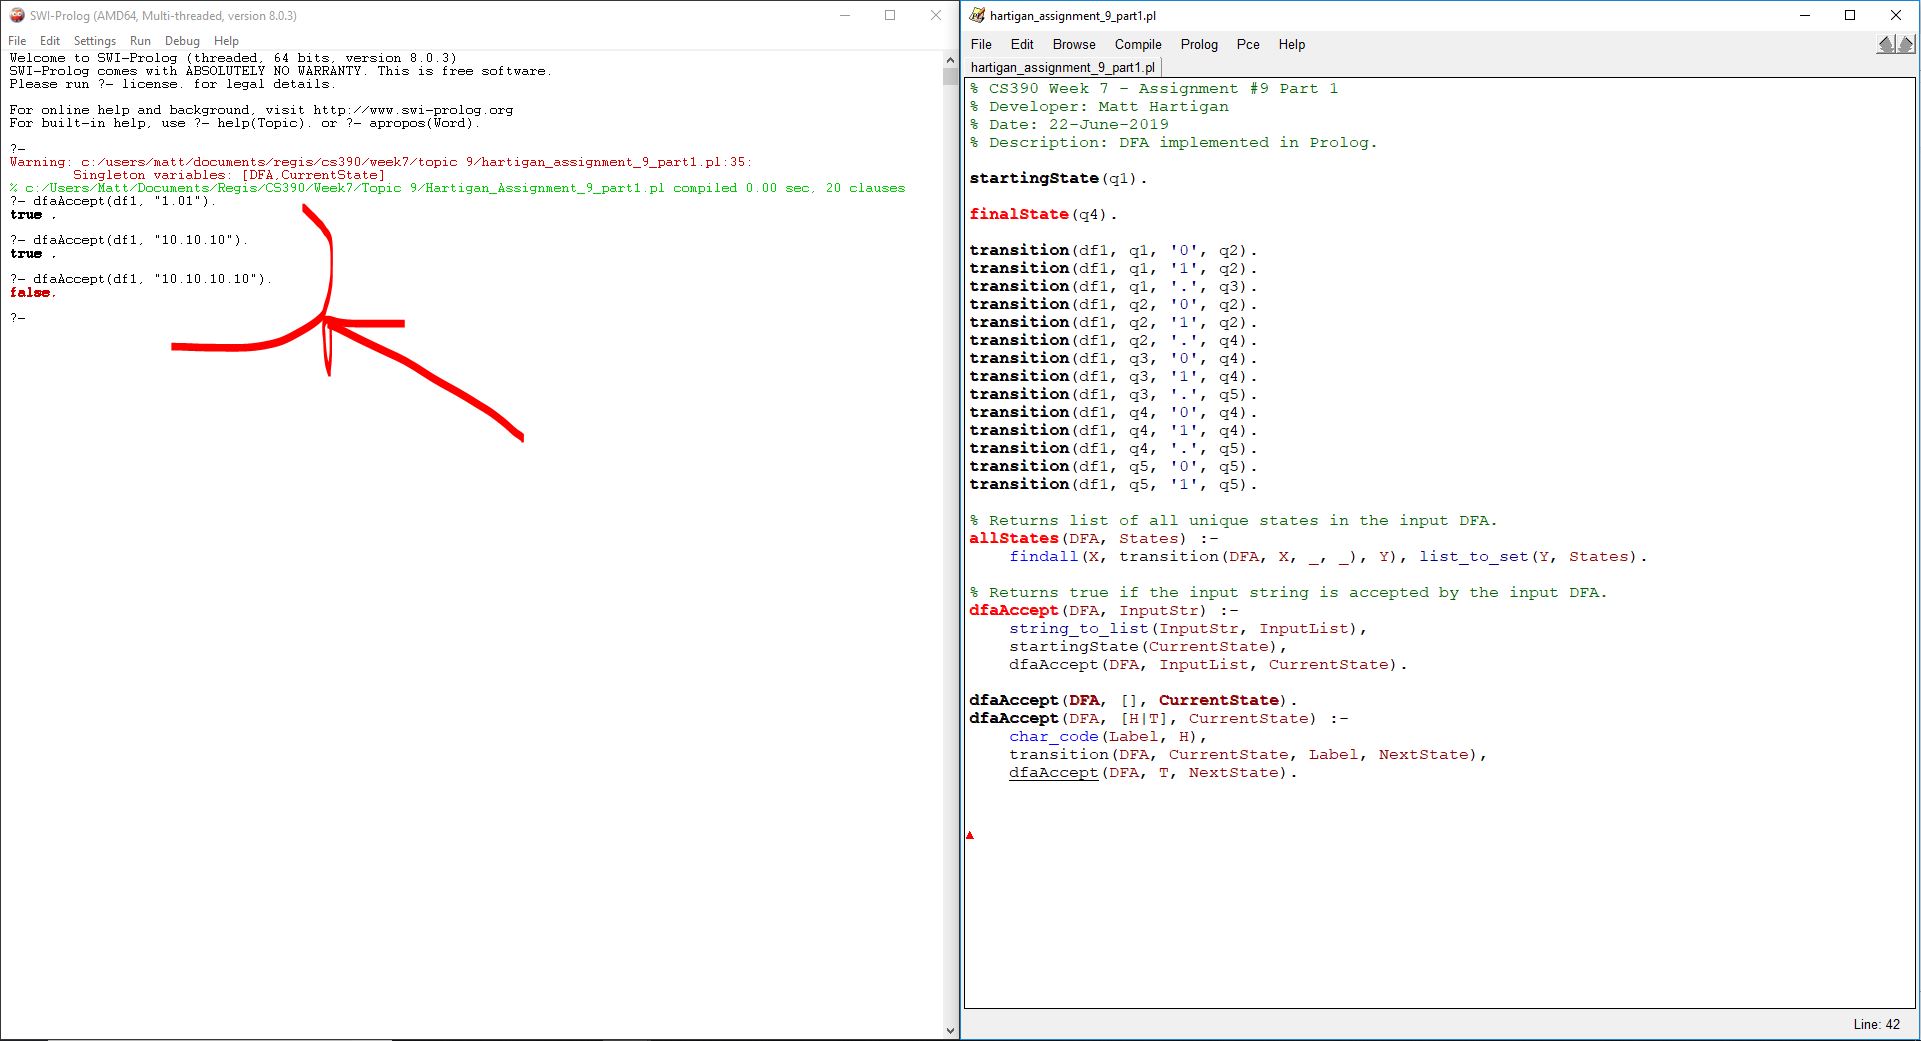 SWI-Prolog (AMD64, Multi-threaded, version 8.0.3)
File Edit Settings Run Debug Help
Welcome to SWI-Prolog (threaded, 64 bits, version 8.0.3)
SWI-Prolog comes with ABSOLUTELY NO WARRANTY. This is free software.
Please run ?- license. for legal details.
For online help and background, visit http://www.swi-prolog.org
For built-in help, use ?- help(Topic). or ?- apropos(Word).
?-
Warning: c:/users/matt/documents/regis/cs390/week7/topic 9/hartigan_assignment_9_part1.pl:35:
Singleton variables: [DFA,CurrentState]
% c:/Users/Matt/Documents/Regis/CS390/Week7/Topic 9/Hartigan_Assignment_9_part1.pl compiled 0.00 sec, 20 clauses
?- dfaAccept(df1, "1.01").
true .
?- dfaAccept(df1, "10.10.10").
true .
?- dfaAccept(df1, "10.10.10.10").
false.
?-
hartigan_assignment_9_part1.pl
File Edit Browse Compile Prolog Pce Help
hartigan_assignment_9_part1.pl
% CS390 Week 7 - Assignment #9 Part 1
% Developer: Matt Hartigan
% Date: 22-June-2019
% Description: DFA implemented in Prolog.
startingState(q1).
finalState(q4).
transition(df1, q1, '0', q2).
transition(df1, q1, '1', q2).
transition(df1, q1, '.', q3).
transition(df1, q2, '0', q2).
transition(df1, q2, '1', q2).
transition(df1, q2, '.', q4).
transition(df1, q3, '0', q4).
transition(df1, q3, '1', q4).
transition(df1, q3, '.', q5).
transition(df1, q4, '0', q4).
transition(df1, q4, '1', q4).
transition(df1, q4, '.', q5).
transition(df1, q5, '0', q5).
transition(df1, q5, '1', q5).
% Returns list of all unique states in the input DFA.
allStates(DFA, States) :-
findall(X, transition(DFA, X, _, _), Y), list_to_set(Y, States).
% Returns true if the input string is accepted by the input DFA.
dfaAccept(DFA, InputStr) :-
string_to_list(InputStr, InputList),
startingState(CurrentState),
dfaAccept(DFA, InputList, CurrentState).
dfaAccept(DFA, [], CurrentState).
dfaAccept(DFA, [H|T], CurrentState) :-
char_code(Label, H),
transition(DFA, CurrentState, Label, NextState),
dfaAccept(DFA, T, NextState).
Line: 42